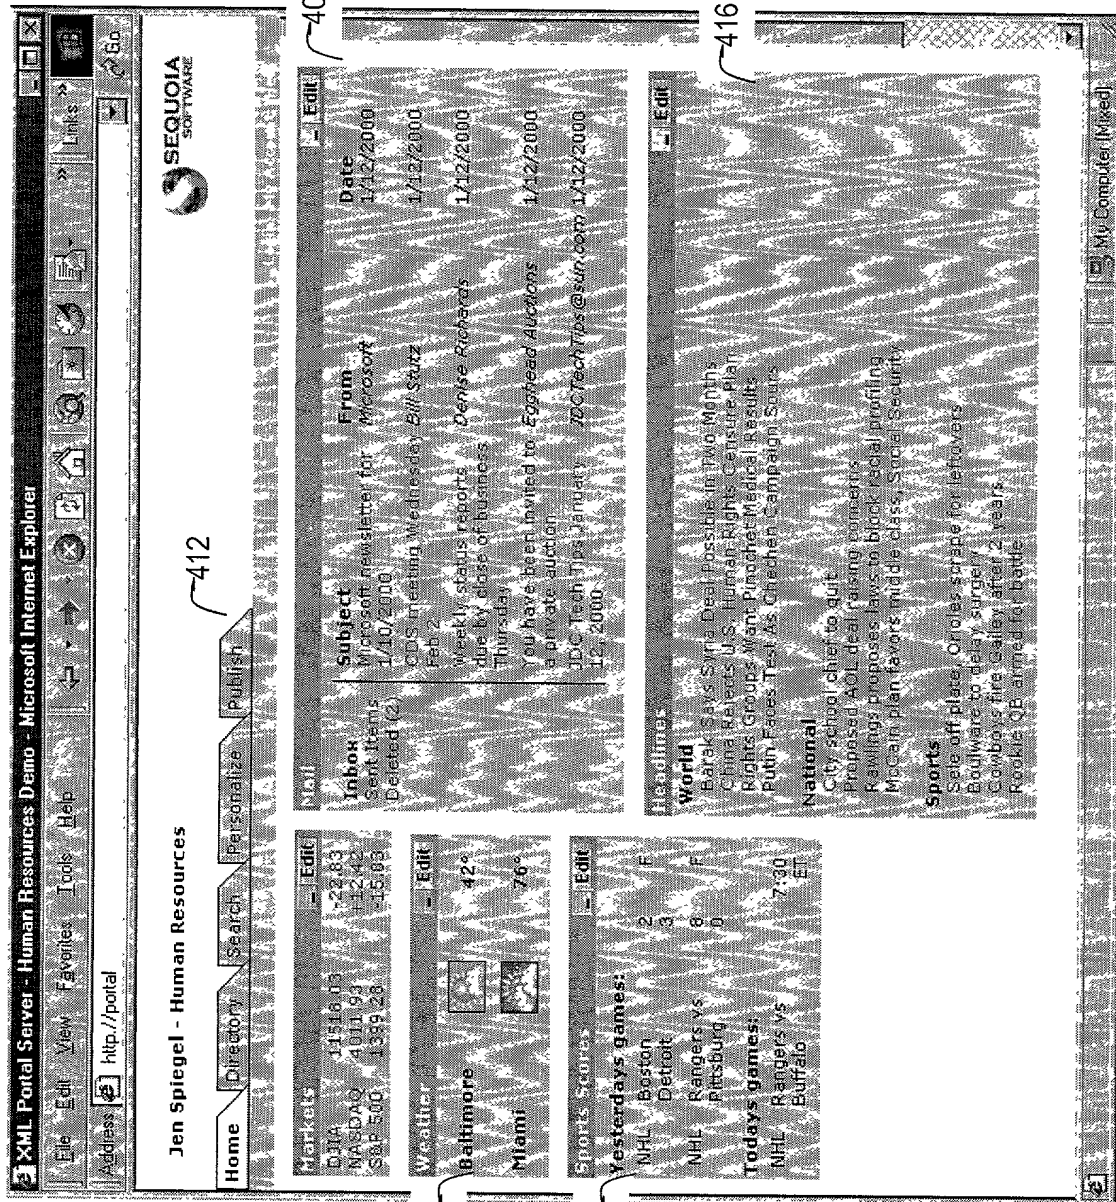 XML Portal Server - Human Resources Demo - Microsoft Internet Explorer
File Edit View Favorites Tools Help
Links
Address http://portal
Go
Jen Spiegel - Human Resources
SEQUOIA
SOFTWARE
Home Directory Search Personalize Publish
412
Markets Edit
DJIA 11518.03 -22.83
NASDAQ 4011.93 +12.42
S&P 500 1399.28 -15.03
Weather Edit
Baltimore 42°
Miami 76°
Sports Scores Edit
Yesterdays games:
NHL Boston 2 F
Detroit 3
NHL Rangers vs 8 F
Pittsburg 0
Todays games:
NHL Rangers vs 7:30
Buffalo ET
Mail Edit
40
Inbox
Sent Items
Deleted (2)
Subject From Date
Microsoft newsletter for Microsoft 1/12/2000
1/10/2000
ODS meeting Wednesday Bill Stutz 1/12/2000
Feb 2
Weekly status reports Denise Richards 1/12/2000
due by close of business
Thursday
You have been invited to Egghead Auctions 1/12/2000
a private auction
JDC Tech Tips January JDCTechTips@sun.com 1/12/2000
12, 2000
Headlines Edit
416
World
Barak Says Syria Deal Possible in Two Months
China Rejects U.S. Human Rights Censure Plan
Rights Groups Want Pinochet Medical Results
Putin Faces Test As Chechen Campaign Sours
National
City school chief to quit
Proposed AOL deal raising concerns
Rawlings proposes laws to block racial profiling
McCain plan favors middle class, Social Security
Sports
Sele off plate, Orioles scrape for leftovers
Boulware to delay surgery
Cowboys fire Gailey after 2 years
Rookie QB armed for battle
My Computer (Mixed)